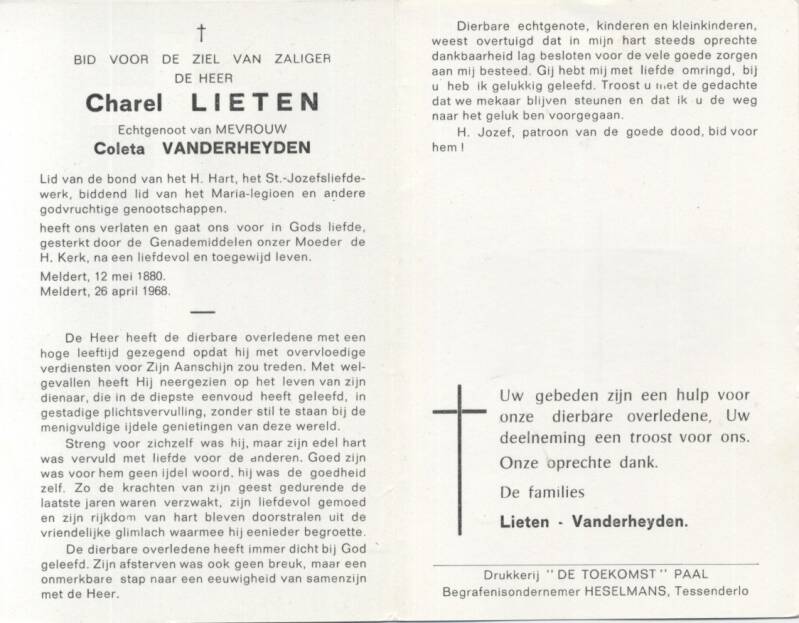 BID VOOR DE ZIEL VAN ZALIGER
DE HEER
Charel LIETEN
Echtgenoot van MEVROUW
Coleta VANDERHEYDEN
Lid van de bond van het H. Hart, het St.-Jozefsliefde-
werk, biddend lid van het Maria-legioen en andere
godvruchtige genootschappen.
heeft ons verlaten en gaat ons voor in Gods liefde,
gesterkt door de Genademiddelen onzer Moeder de
H. Kerk, na een liefdevol en toegewijd leven.
Meldert, 12 mei 1880.
Meldert, 26 april 1968.
De Heer heeft de dierbare overledene met een
hoge leeftijd gezegend opdat hij met overvloedige
verdiensten voor Zijn Aanschijn zou treden. Met wel-
gevallen heeft Hij neergezien op het leven van zijn
dienaar, die in de diepste eenvoud heeft geleefd, in
gestadige plichtsvervulling, zonder stil te staan bij de
menigvuldige ijdele genietingen van deze wereld.
Streng voor zichzelf was hij, maar zijn edel hart
was vervuld met liefde voor de anderen. Goed zijn
was voor hem geen ijdel woord, hij was de goedheid
zelf. Zo de krachten van zijn geest gedurende de
laatste jaren waren verzwakt, zijn liefdevol gemoed
en zijn rijkdom van hart bleven doorstralen uit de
vriendelijke glimlach waarmee hij eenieder begroette.
De dierbare overledene heeft immer dicht bij God
geleefd. Zijn afsterven was ook geen breuk, maar een
onmerkbare stap naar een eeuwigheid van samenzijn
met de Heer.
Dierbare echtgenote, kinderen en kleinkinderen,
weest overtuigd dat in mijn hart steeds oprechte
dankbaarheid lag besloten voor de vele goede zorgen
aan mij besteed. Gij hebt mij met liefde omringd, bij
u heb ik gelukkig geleefd. Troost u met de gedachte
dat we mekaar blijven steunen en dat ik u de weg
naar het geluk ben voorgegaan.
H. Jozef, patroon van de goede dood, bid voor
hem !
Uw gebeden zijn een hulp voor
onze dierbare overledene, Uw
deelneming een troost voor ons.
Onze oprechte dank.
De families
Lieten - Vanderheyden.
Drukkerij "DE TOEKOMST" PAAL
Begrafenisondernemer HESELMANS, Tessenderlo